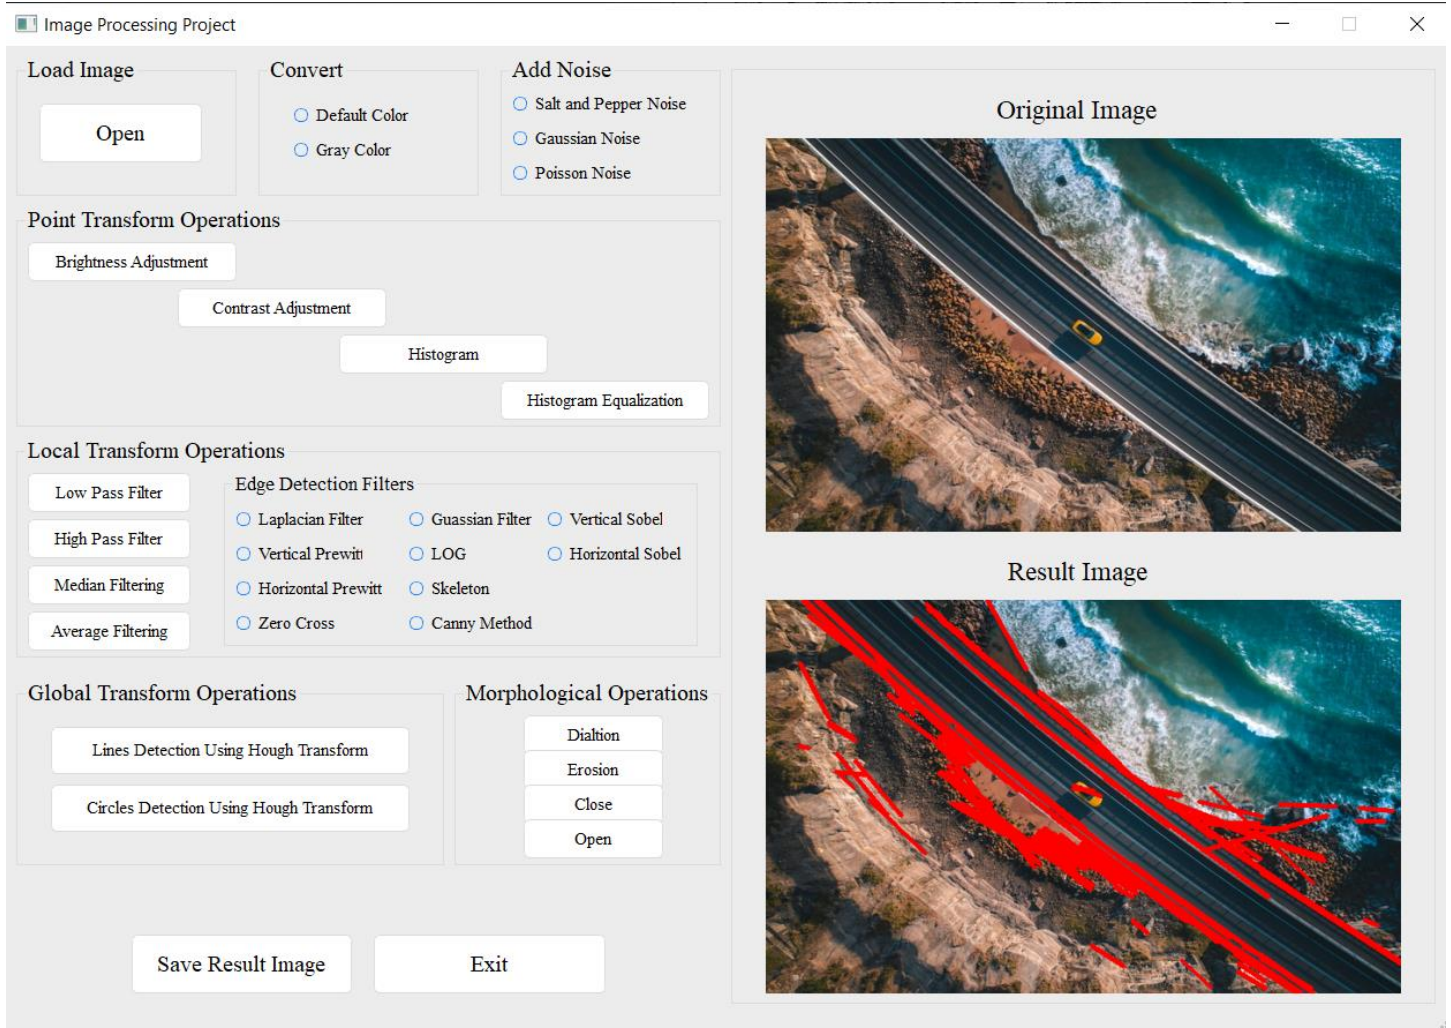 Image Processing Project
Load Image
Open
Convert
Default Color
Gray Color
Add Noise
Salt and Pepper Noise
Gaussian Noise
Poisson Noise
Point Transform Operations
Brightness Adjustment
Contrast Adjustment
Histogram
Histogram Equalization
Local Transform Operations
Low Pass Filter
High Pass Filter
Median Filtering
Average Filtering
Edge Detection Filters
Laplacian Filter
Guassian Filter
Vertical Sobel
Vertical Prewitt
LOG
Horizontal Sobel
Horizontal Prewitt
Skeleton
Zero Cross
Canny Method
Global Transform Operations
Lines Detection Using Hough Transform
Circles Detection Using Hough Transform
Morphological Operations
Dialtion
Erosion
Close
Open
Save Result Image
Exit
Original Image
Result Image